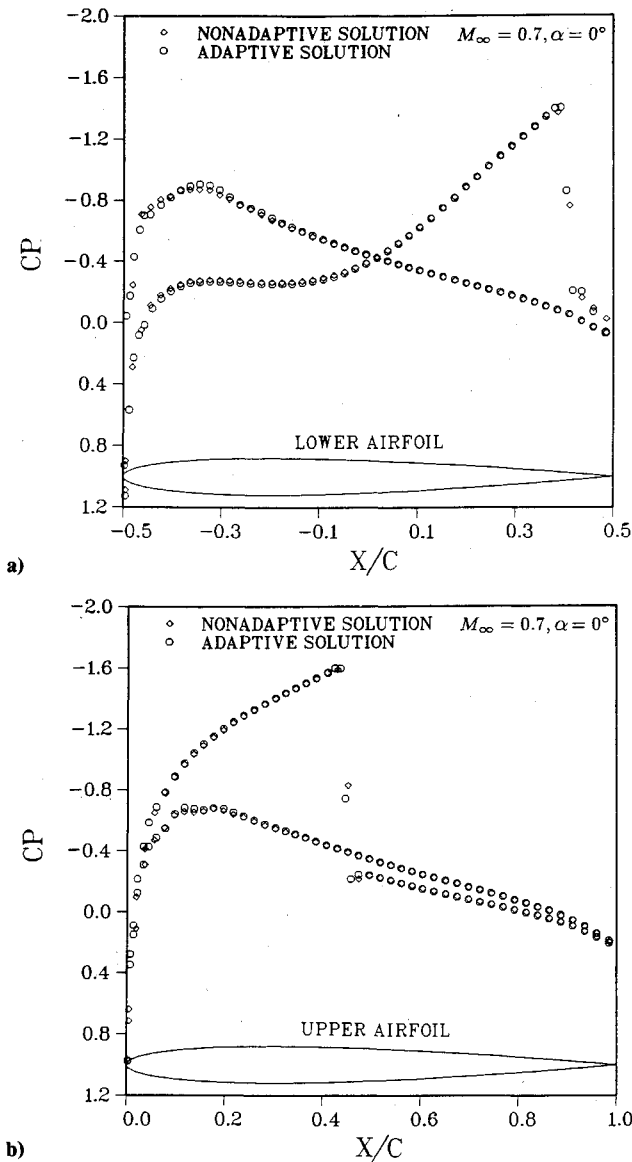 -2.0
◇ NONADAPTIVE SOLUTION M∞ = 0.7, α = 0°
○ ADAPTIVE SOLUTION
-1.6
-1.2
-0.8
-0.4
0.0
0.4
0.8
1.2
CP
LOWER AIRFOIL
-0.5 -0.3 -0.1 0.1 0.3 0.5
X/C
a)
-2.0
◇ NONADAPTIVE SOLUTION M∞ = 0.7, α = 0°
○ ADAPTIVE SOLUTION
-1.6
-1.2
-0.8
-0.4
0.0
0.4
0.8
1.2
CP
UPPER AIRFOIL
0.0 0.2 0.4 0.6 0.8 1.0
X/C
b)